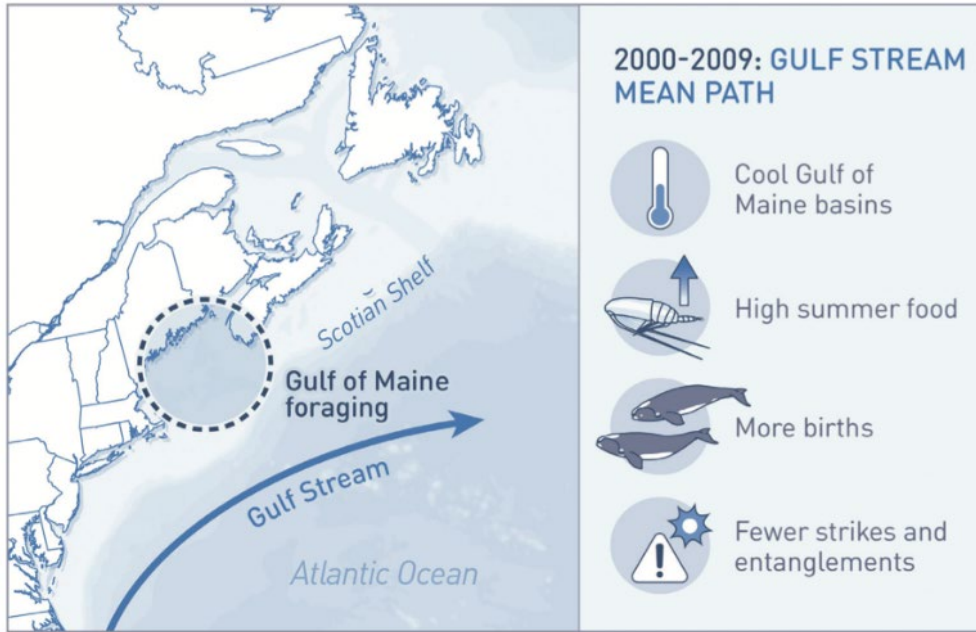 Scotian Shelf
Gulf of Maine
foraging
Gulf Stream
Atlantic Ocean
2000-2009: GULF STREAM
MEAN PATH
Cool Gulf of
Maine basins
High summer food
More births
Fewer strikes and
entanglements